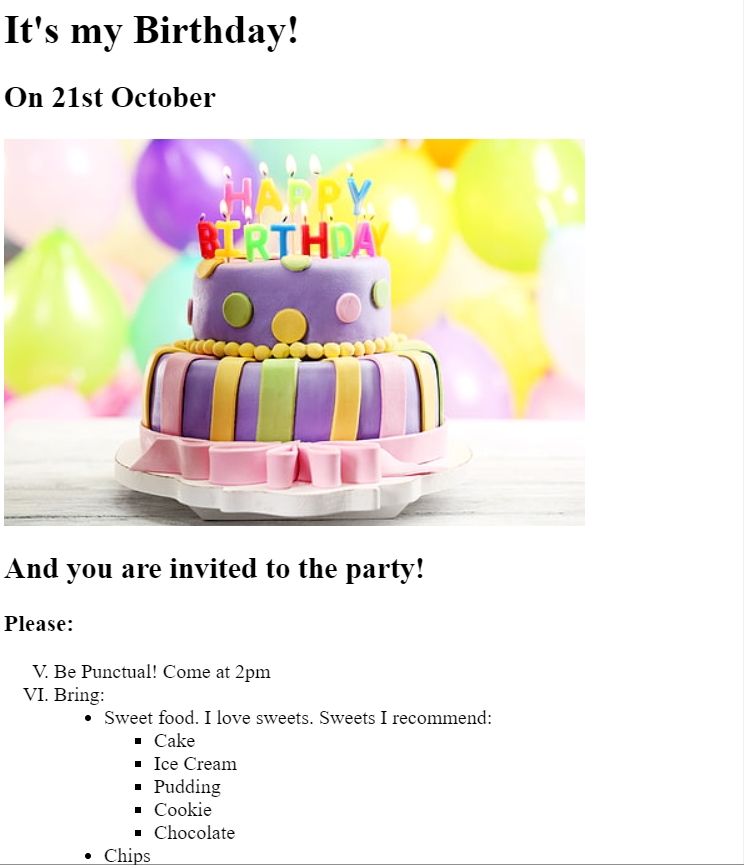 It's my Birthday!
On 21st October
HAPPY
BIRTHDAY
And you are invited to the party!
Please:
V. Be Punctual! Come at 2pm
VI. Bring:
• Sweet food. I love sweets. Sweets I recommend:
▪ Cake
▪ Ice Cream
▪ Pudding
▪ Cookie
▪ Chocolate
• Chips